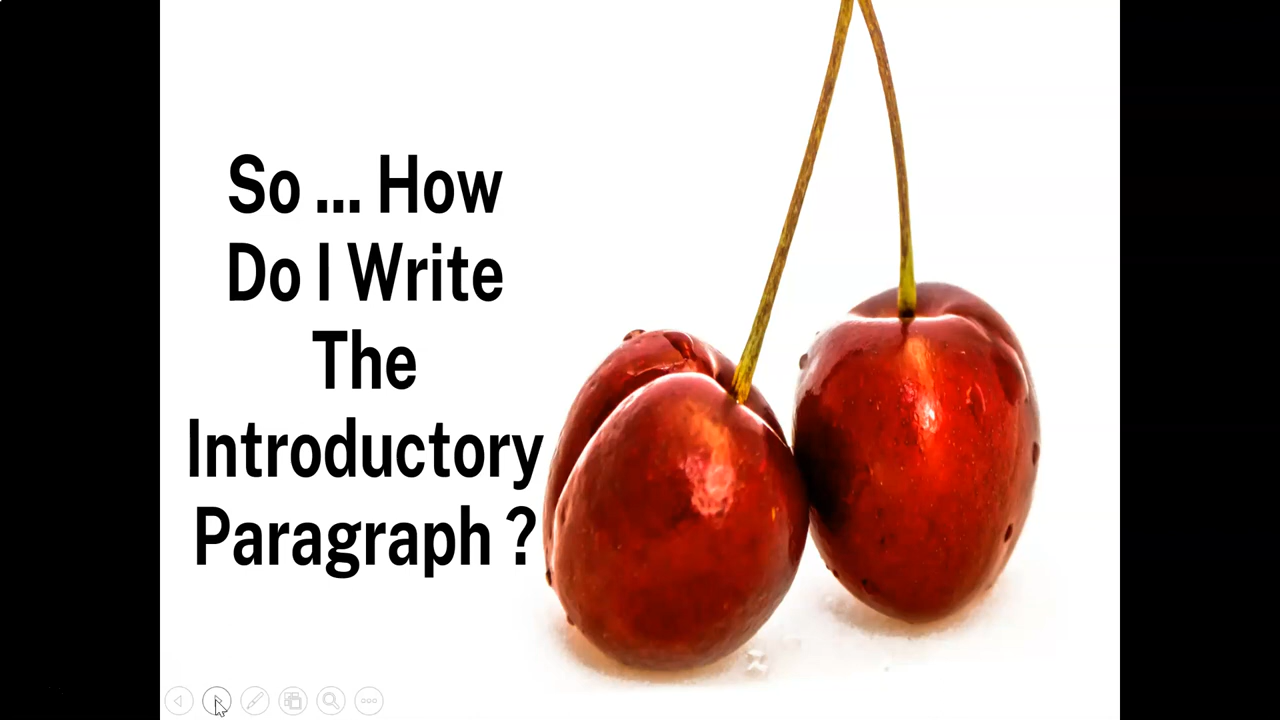 So ... How
Do I Write
The
Introductory
Paragraph ?